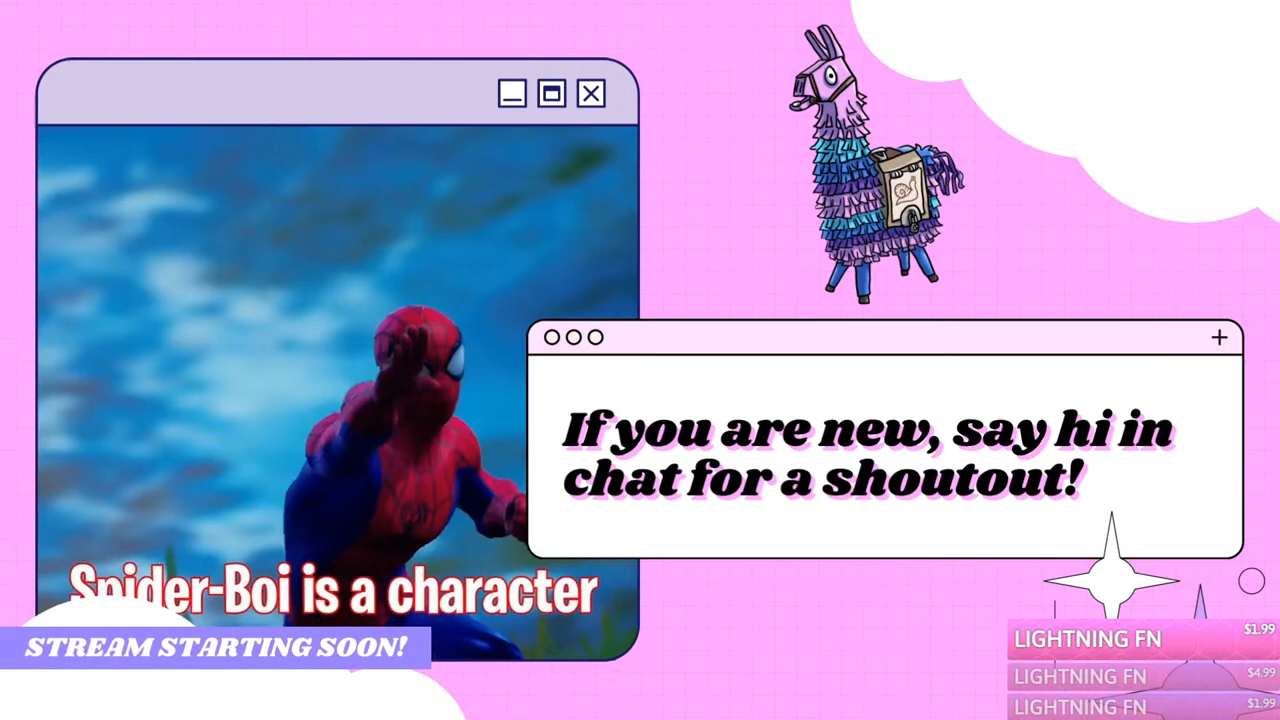 If you are new, say hi in
chat for a shoutout!
Spider-Boi is a character
STREAM STARTING SOON!
LIGHTNING FN $1.99
LIGHTNING FN $4.99
LIGHTNING FN $1.99